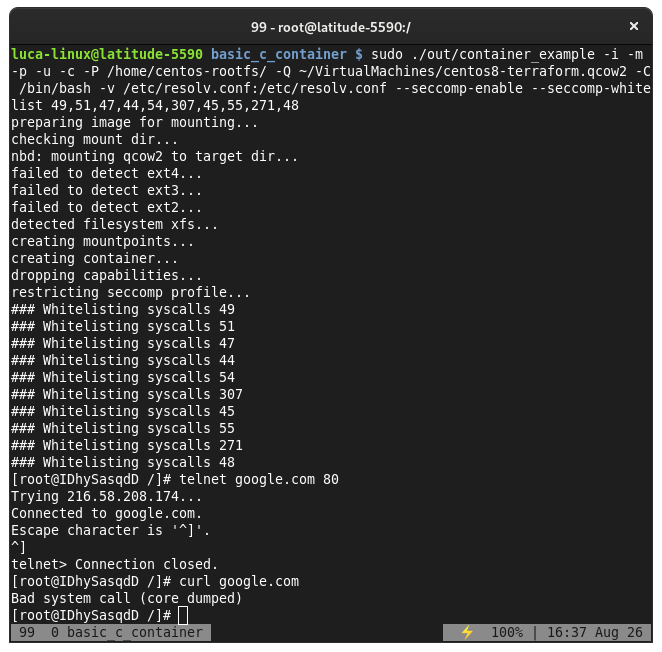 99 - root@latitude-5590:/
×
luca-linux@latitude-5590 basic_c_container $ sudo ./out/container_example -i -m
-p -u -c -P /home/centos-rootfs/ -Q ~/VirtualMachines/centos8-terraform.qcow2 -C
/bin/bash -v /etc/resolv.conf:/etc/resolv.conf --seccomp-enable --seccomp-white
list 49,51,47,44,54,307,45,55,271,48
preparing image for mounting...
checking mount dir...
nbd: mounting qcow2 to target dir...
failed to detect ext4...
failed to detect ext3...
failed to detect ext2...
detected filesystem xfs...
creating mountpoints...
creating container...
dropping capabilities...
restricting seccomp profile...
### Whitelisting syscalls 49
### Whitelisting syscalls 51
### Whitelisting syscalls 47
### Whitelisting syscalls 44
### Whitelisting syscalls 54
### Whitelisting syscalls 307
### Whitelisting syscalls 45
### Whitelisting syscalls 55
### Whitelisting syscalls 271
### Whitelisting syscalls 48
[root@IDhySasqdD /]# telnet google.com 80
Trying 216.58.208.174...
Connected to google.com.
Escape character is '^]'.
^]
telnet> Connection closed.
[root@IDhySasqdD /]# curl google.com
Bad system call (core dumped)
[root@IDhySasqdD /]#
99 0 basic_c_container ⚡ 100% | 16:37 Aug 26